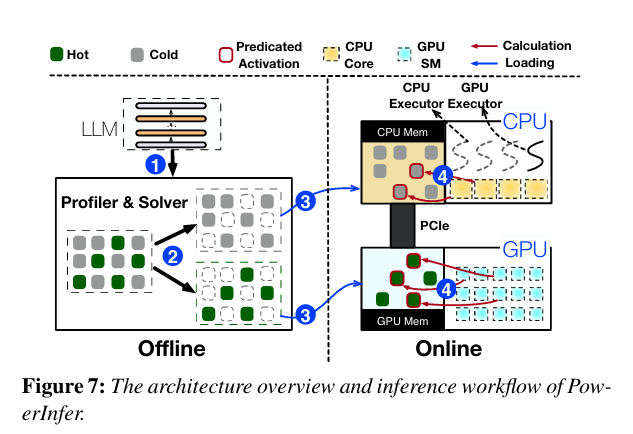 Hot
Cold
Predicated
Activation
CPU
Core
GPU
SM
Calculation
Loading
LLM
1
Profiler & Solver
2
3
3
Offline
CPU
Executor
GPU
Executor
CPU
CPU Mem
4
PCIe
GPU
4
GPU Mem
Online
Figure 7: The architecture overview and inference workflow of Pow-
erInfer.